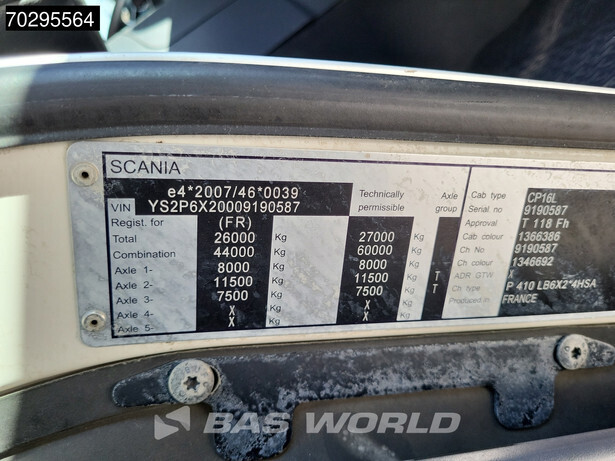 70295564
SCANIA
e4*2007/46*0039
VIN YS2P6X20009190587
Technically permissible
Axle group
Regist. for (FR)
Total 26000 Kg 27000 Kg
Combination 44000 Kg 60000 Kg
Axle 1- 8000 Kg 8000 Kg
Axle 2- 11500 Kg 11500 Kg T
Axle 3- 7500 Kg 7500 Kg T
Axle 4- X Kg X Kg
Axle 5- X Kg X Kg
Cab type CP16L
Serial no 9190587
Approval T 118 Fh
Cab colour 1366386
Ch No 9190587
Ch colour 1346692
ADR GTW X
Ch type P 410 LB6X2*4HSA
Produced in FRANCE
BAS WORLD